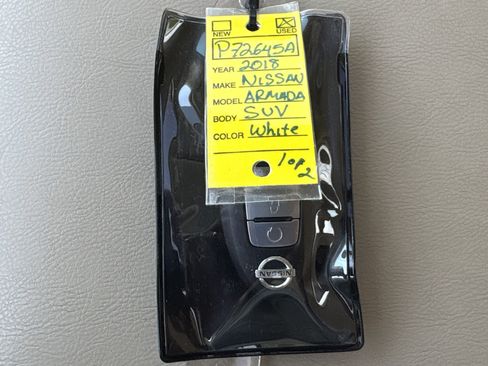 NEW
USED
P72645A
YEAR 2018
MAKE NISSAN
MODEL ARMADA
BODY SUV
COLOR White
1 OF 2
NISSAN